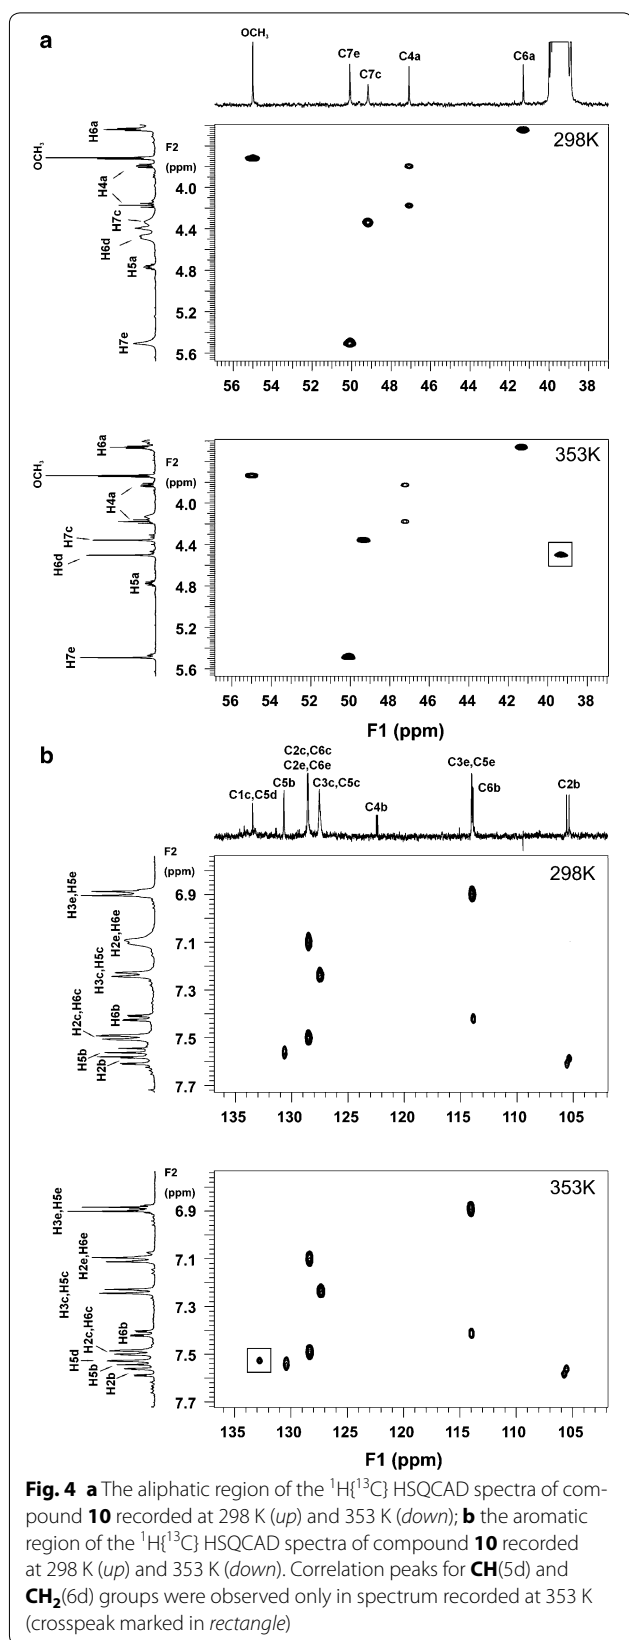 a
OCH₃
C7e
C7c
C4a
C6a
H6a
OCH₃
H4a
H7c
H6d
H5a
H7e
F2
(ppm)
298K
4.0
4.4
4.8
5.2
5.6
56 54 52 50 48 46 44 42 40 38
H6a
OCH₃
H4a
H7c
H6d
H5a
H7e
F2
(ppm)
353K
4.0
4.4
4.8
5.2
5.6
56 54 52 50 48 46 44 42 40 38
F1 (ppm)
b
C2c,C6c
C2e,C6e
C1c,C5d
C5b
C3c,C5c
C4b
C3e,C5e
C6b
C2b
H3e,H5e
H2e,H6e
H3c,H5c
H6b
H2c,H6c
H5b
H2b
F2
(ppm)
298K
6.9
7.1
7.3
7.5
7.7
135 130 125 120 115 110 105
H3e,H5e
H2e,H6e
H3c,H5c
H6b
H2c,H6c
H5d
H5b
H2b
F2
(ppm)
353K
6.9
7.1
7.3
7.5
7.7
135 130 125 120 115 110 105
F1 (ppm)
Fig. 4 a The aliphatic region of the ¹H{¹³C} HSQCAD spectra of com-
pound 10 recorded at 298 K (up) and 353 K (down); b the aromatic
region of the ¹H{¹³C} HSQCAD spectra of compound 10 recorded
at 298 K (up) and 353 K (down). Correlation peaks for CH(5d) and
CH₂(6d) groups were observed only in spectrum recorded at 353 K
(crosspeak marked in rectangle)